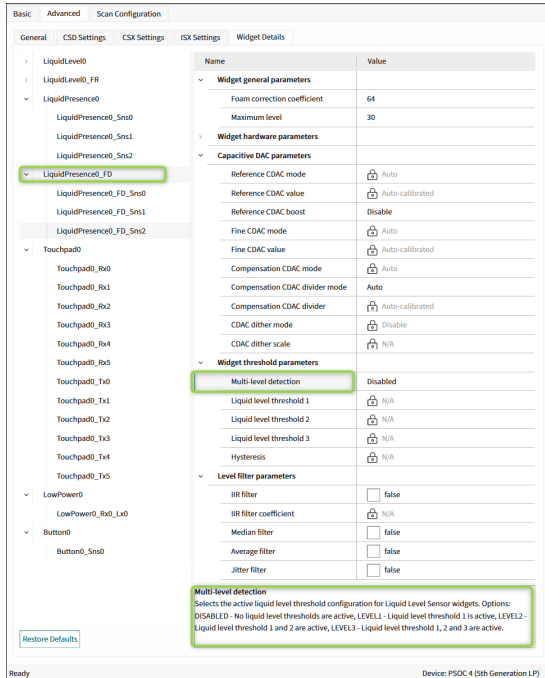 Basic Advanced Scan Configuration
General CSD Settings CSX Settings ISX Settings Widget Details
LiquidLevel0
LiquidLevel0_FR
LiquidPresence0
LiquidPresence0_Sns0
LiquidPresence0_Sns1
LiquidPresence0_Sns2
LiquidPresence0_FD
LiquidPresence0_FD_Sns0
LiquidPresence0_FD_Sns1
LiquidPresence0_FD_Sns2
Touchpad0
Touchpad0_Rx0
Touchpad0_Rx1
Touchpad0_Rx2
Touchpad0_Rx3
Touchpad0_Rx4
Touchpad0_Rx5
Touchpad0_Tx0
Touchpad0_Tx1
Touchpad0_Tx2
Touchpad0_Tx3
Touchpad0_Tx4
Touchpad0_Tx5
LowPower0
LowPower0_Rx0_Lx0
Button0
Button0_Sns0
Restore Defaults
Name Value
Widget general parameters
Foam correction coefficient 64
Maximum level 30
Widget hardware parameters
Capacitive DAC parameters
Reference CDAC mode Auto
Reference CDAC value Auto-calibrated
Reference CDAC boost Disable
Fine CDAC mode Auto
Fine CDAC value Auto-calibrated
Compensation CDAC mode Auto
Compensation CDAC divider mode Auto
Compensation CDAC divider Auto-calibrated
CDAC dither mode Disable
CDAC dither scale N/A
Widget threshold parameters
Multi-level detection Disabled
Liquid level threshold 1 N/A
Liquid level threshold 2 N/A
Liquid level threshold 3 N/A
Hysteresis N/A
Level filter parameters
IIR filter false
IIR filter coefficient N/A
Median filter false
Average filter false
Jitter filter false
Multi-level detection
Selects the active liquid level threshold configuration for Liquid Level Sensor widgets. Options:
DISABLED - No liquid level thresholds are active, LEVEL1 - Liquid level threshold 1 is active, LEVEL2 -
Liquid level threshold 1 and 2 are active, LEVEL3 - Liquid level threshold 1, 2 and 3 are active.
Ready Device: PSOC 4 (5th Generation LP)